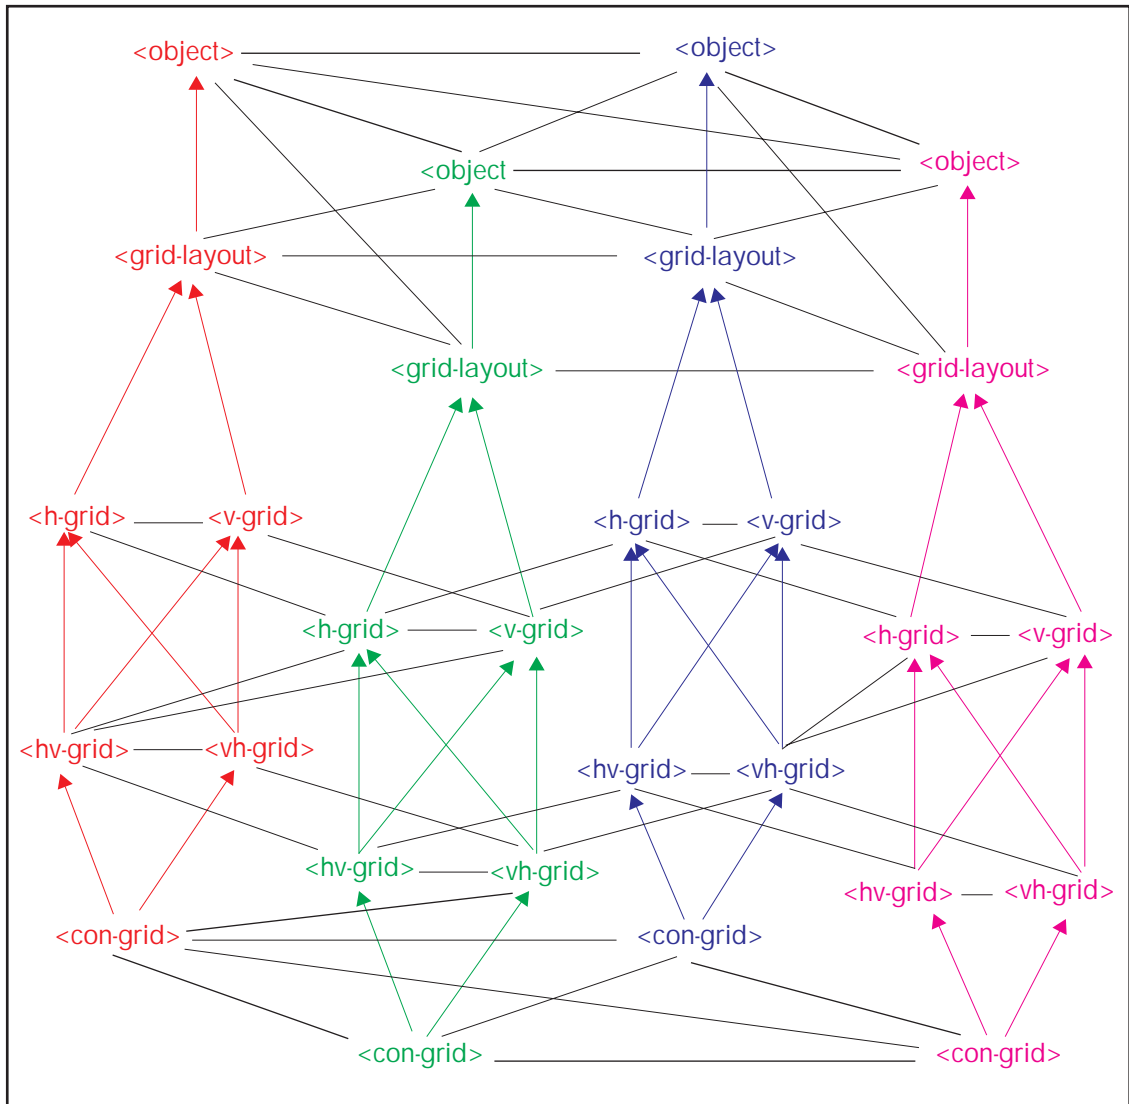 <object>
<object>
<object
<object>
<grid-layout>
<grid-layout>
<grid-layout>
<grid-layout>
<h-grid>
<v-grid>
<h-grid>
<v-grid>
<h-grid>
<v-grid>
<h-grid>
<v-grid>
<hv-grid>
<vh-grid>
<hv-grid>
<vh-grid>
<hv-grid>
<vh-grid>
<hv-grid>
<vh-grid>
<con-grid>
<con-grid>
<con-grid>
<con-grid>